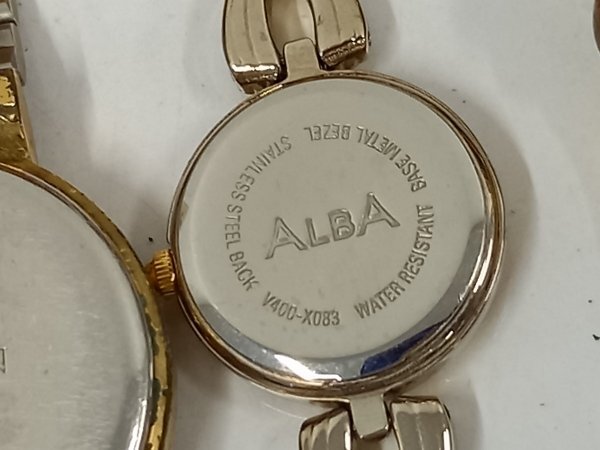 ALBA
STAINLESS STEEL BACK
V400-X083
WATER RESISTANT
BASE METAL BEZEL